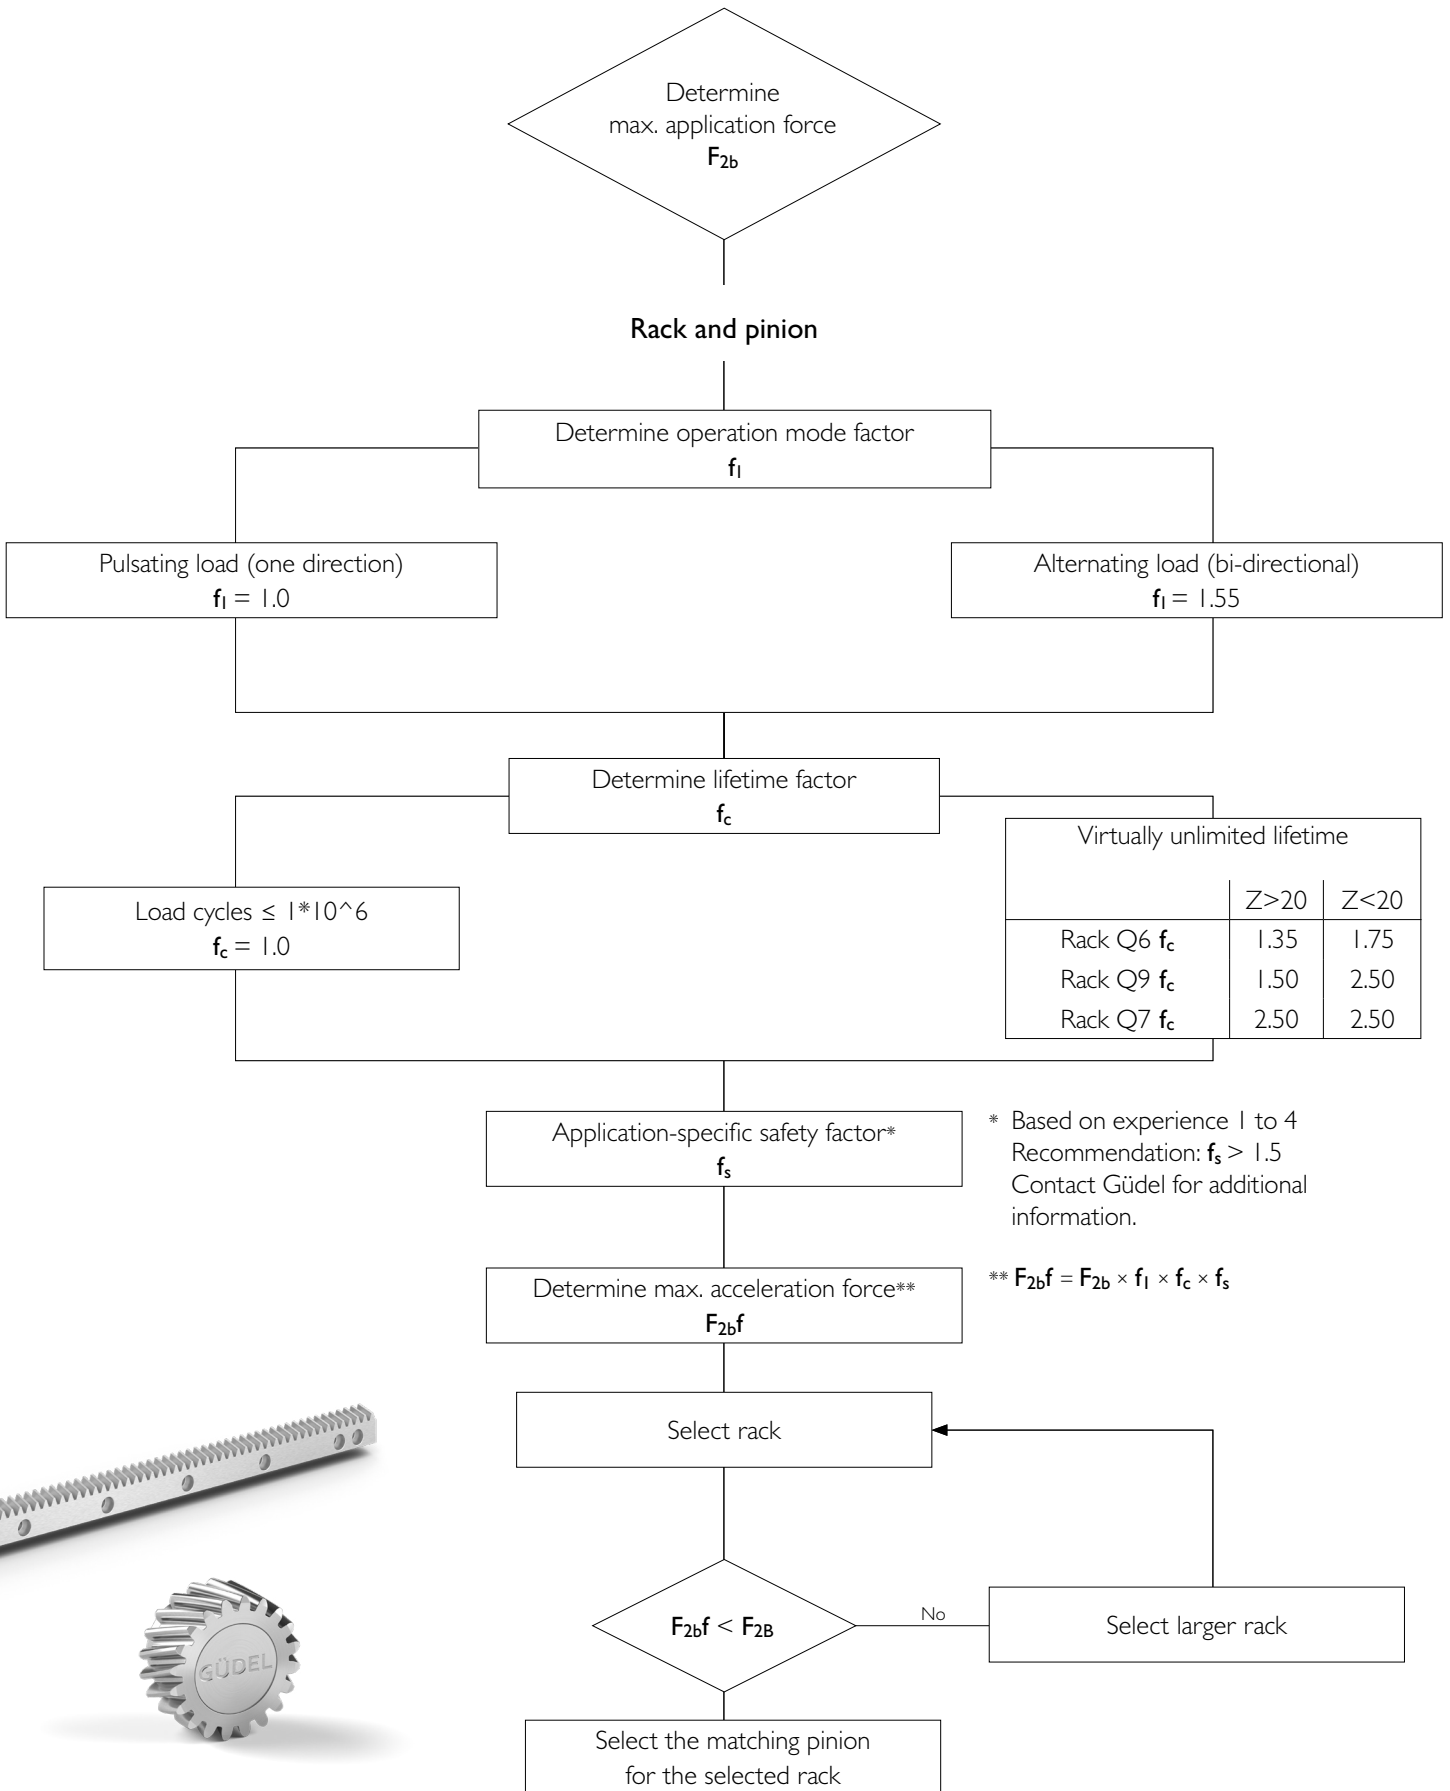 Determine
max. application force
F2b
Rack and pinion
Determine operation mode factor
f1
Pulsating load (one direction)
f1 = 1.0
Alternating load (bi-directional)
f1 = 1.55
Determine lifetime factor
fc
Load cycles ≤ 1*10^6
fc = 1.0
Virtually unlimited lifetime
Z>20 Z<20
Rack Q6 fc 1.35 1.75
Rack Q9 fc 1.50 2.50
Rack Q7 fc 2.50 2.50
Application-specific safety factor*
fs
* Based on experience 1 to 4
Recommendation: fs > 1.5
Contact Güdel for additional
information.
Determine max. acceleration force**
F2bf
** F2bf = F2b × f1 × fc × fs
Select rack
F2bf < F2B
No
Select larger rack
GÜDEL
Select the matching pinion
for the selected rack